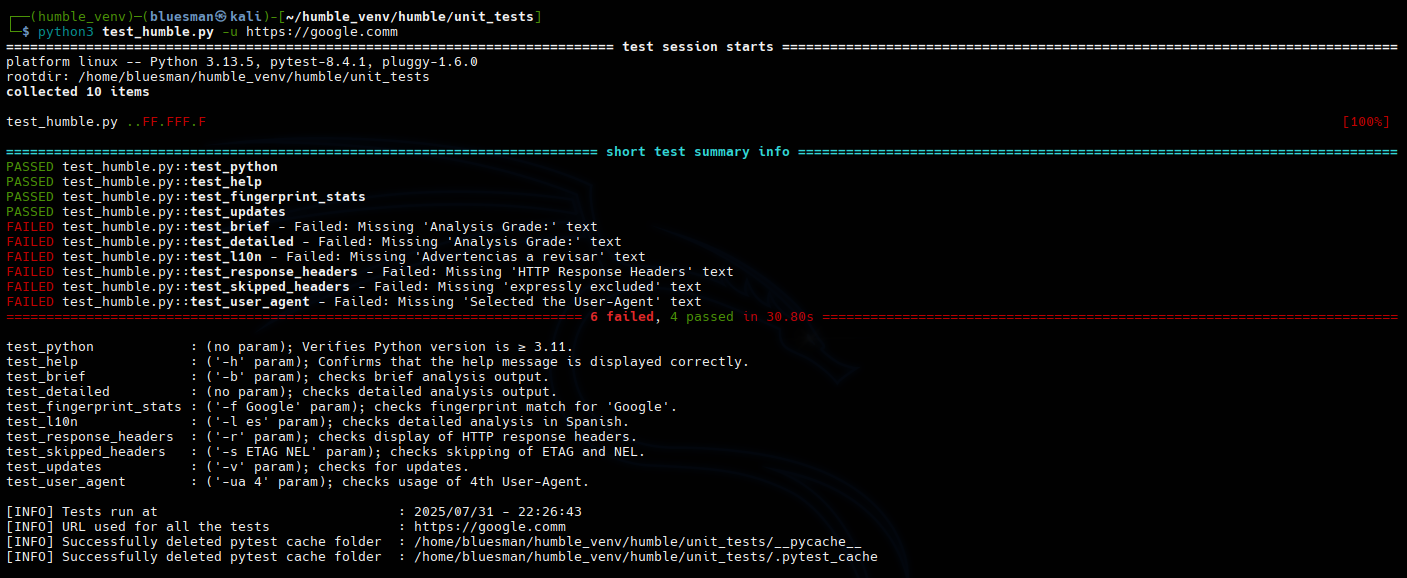 ┌──(humble_venv)─(bluesman㉿kali)-[~/humble_venv/humble/unit_tests]
└─$ python3 test_humble.py -u https://google.comm
============================================================================ test session starts =============================================================================
platform linux -- Python 3.13.5, pytest-8.4.1, pluggy-1.6.0
rootdir: /home/bluesman/humble_venv/humble/unit_tests
collected 10 items

test_humble.py ..FF.FFF.F [100%]

========================================================================== short test summary info ===========================================================================
PASSED test_humble.py::test_python
PASSED test_humble.py::test_help
PASSED test_humble.py::test_fingerprint_stats
PASSED test_humble.py::test_updates
FAILED test_humble.py::test_brief - Failed: Missing 'Analysis Grade:' text
FAILED test_humble.py::test_detailed - Failed: Missing 'Analysis Grade:' text
FAILED test_humble.py::test_l10n - Failed: Missing 'Advertencias a revisar' text
FAILED test_humble.py::test_response_headers - Failed: Missing 'HTTP Response Headers' text
FAILED test_humble.py::test_skipped_headers - Failed: Missing 'expressly excluded' text
FAILED test_humble.py::test_user_agent - Failed: Missing 'Selected the User-Agent' text
======================================================================== 6 failed, 4 passed in 30.80s ========================================================================

test_python            : (no param); Verifies Python version is ≥ 3.11.
test_help              : ('-h' param); Confirms that the help message is displayed correctly.
test_brief             : ('-b' param); checks brief analysis output.
test_detailed          : (no param); checks detailed analysis output.
test_fingerprint_stats : ('-f Google' param); checks fingerprint match for 'Google'.
test_l10n              : ('-l es' param); checks detailed analysis in Spanish.
test_response_headers  : ('-r' param); checks display of HTTP response headers.
test_skipped_headers   : ('-s ETAG NEL' param); checks skipping of ETAG and NEL.
test_updates           : ('-v' param); checks for updates.
test_user_agent        : ('-ua 4' param); checks usage of 4th User-Agent.

[INFO] Tests run at                              : 2025/07/31 - 22:26:43
[INFO] URL used for all the tests                : https://google.comm
[INFO] Successfully deleted pytest cache folder  : /home/bluesman/humble_venv/humble/unit_tests/__pycache__
[INFO] Successfully deleted pytest cache folder  : /home/bluesman/humble_venv/humble/unit_tests/.pytest_cache